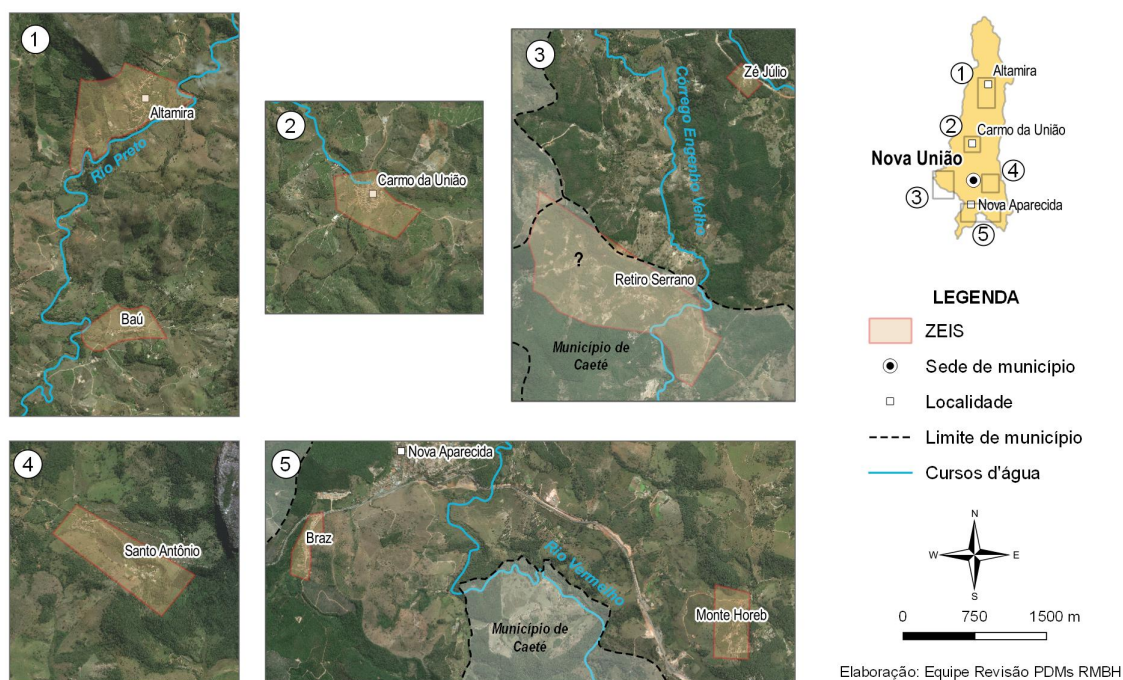 1
Altamira
Rio Preto
Baú
2
Carmo da União
3
Zé Júlio
Córrego Engenho Velho
?
Retiro Serrano
Município de
Caeté
4
Santo Antônio
5
Nova Aparecida
Braz
Rio Vermelho
Monte Horeb
Município de
Caeté
1
Altamira
2
Carmo da União
Nova União
3
4
Nova Aparecida
5
LEGENDA
ZEIS
Sede de município
Localidade
Limite de município
Cursos d'água
N
W
E
S
0 750 1500 m
Elaboração: Equipe Revisão PDMs RMBH